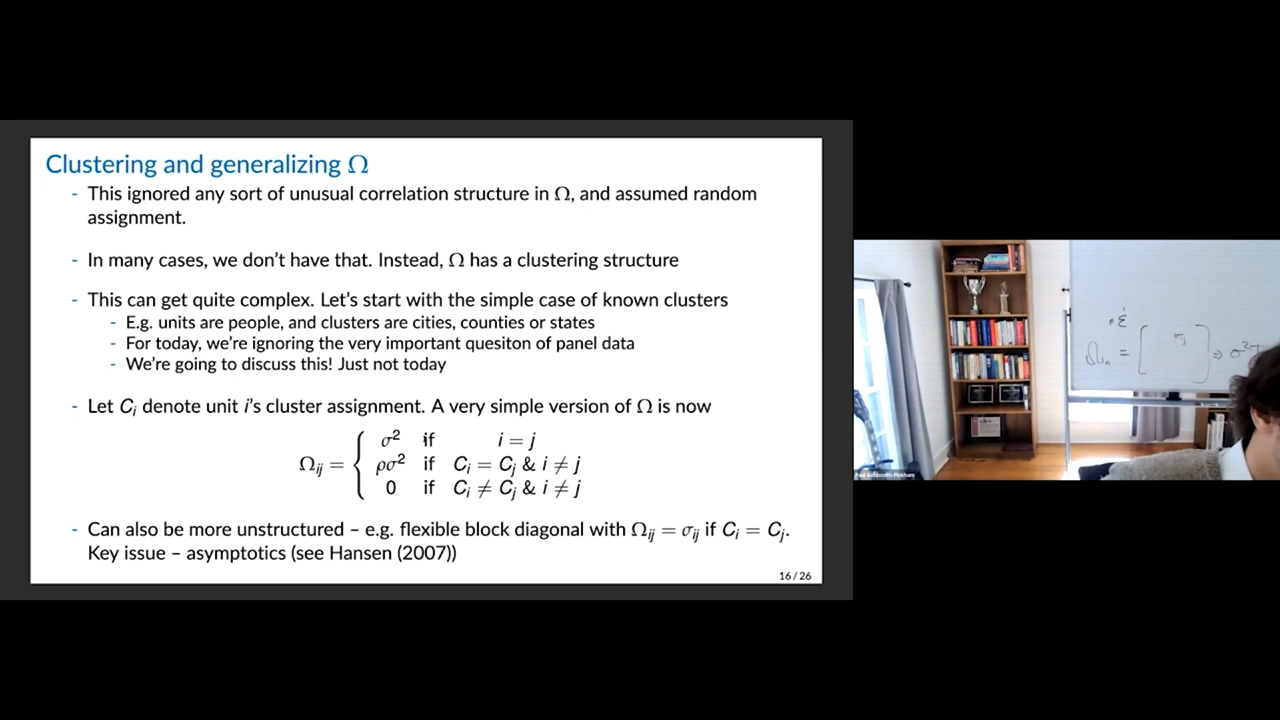 Clustering and generalizing Ω
- This ignored any sort of unusual correlation structure in Ω, and assumed random
assignment.
- In many cases, we don't have that. Instead, Ω has a clustering structure
- This can get quite complex. Let's start with the simple case of known clusters
- E.g. units are people, and clusters are cities, counties or states
- For today, we're ignoring the very important quesiton of panel data
- We're going to discuss this! Just not today
- Let Cᵢ denote unit i's cluster assignment. A very simple version of Ω is now
Ωᵢⱼ = { σ² if i = j
ρσ² if Cᵢ = Cⱼ & i ≠ j
0 if Cᵢ ≠ Cⱼ & i ≠ j
- Can also be more unstructured – e.g. flexible block diagonal with Ωᵢⱼ = σᵢⱼ if Cᵢ = Cⱼ.
Key issue – asymptotics (see Hansen (2007))
16 / 26
Paul Goldsmith-Pinkham